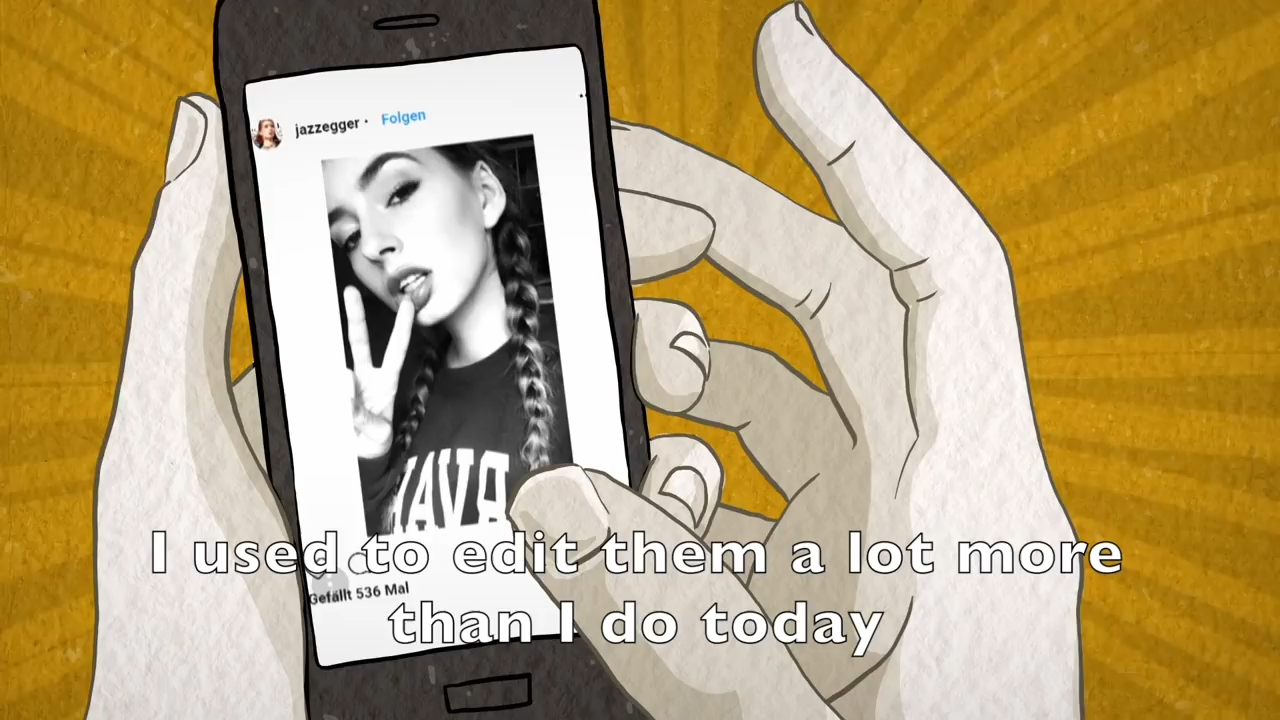 jazzegger • Folgen
Gefällt 536 Mal
I used to edit them a lot more
than I do today